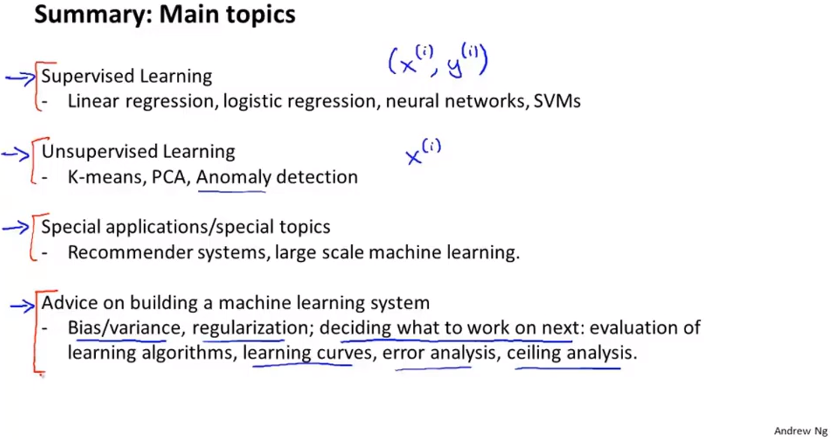 Summary: Main topics
(x^(i), y^(i))
Supervised Learning
- Linear regression, logistic regression, neural networks, SVMs
Unsupervised Learning
x^(i)
- K-means, PCA, Anomaly detection
Special applications/special topics
- Recommender systems, large scale machine learning.
Advice on building a machine learning system
- Bias/variance, regularization; deciding what to work on next: evaluation of
learning algorithms, learning curves, error analysis, ceiling analysis.
Andrew Ng